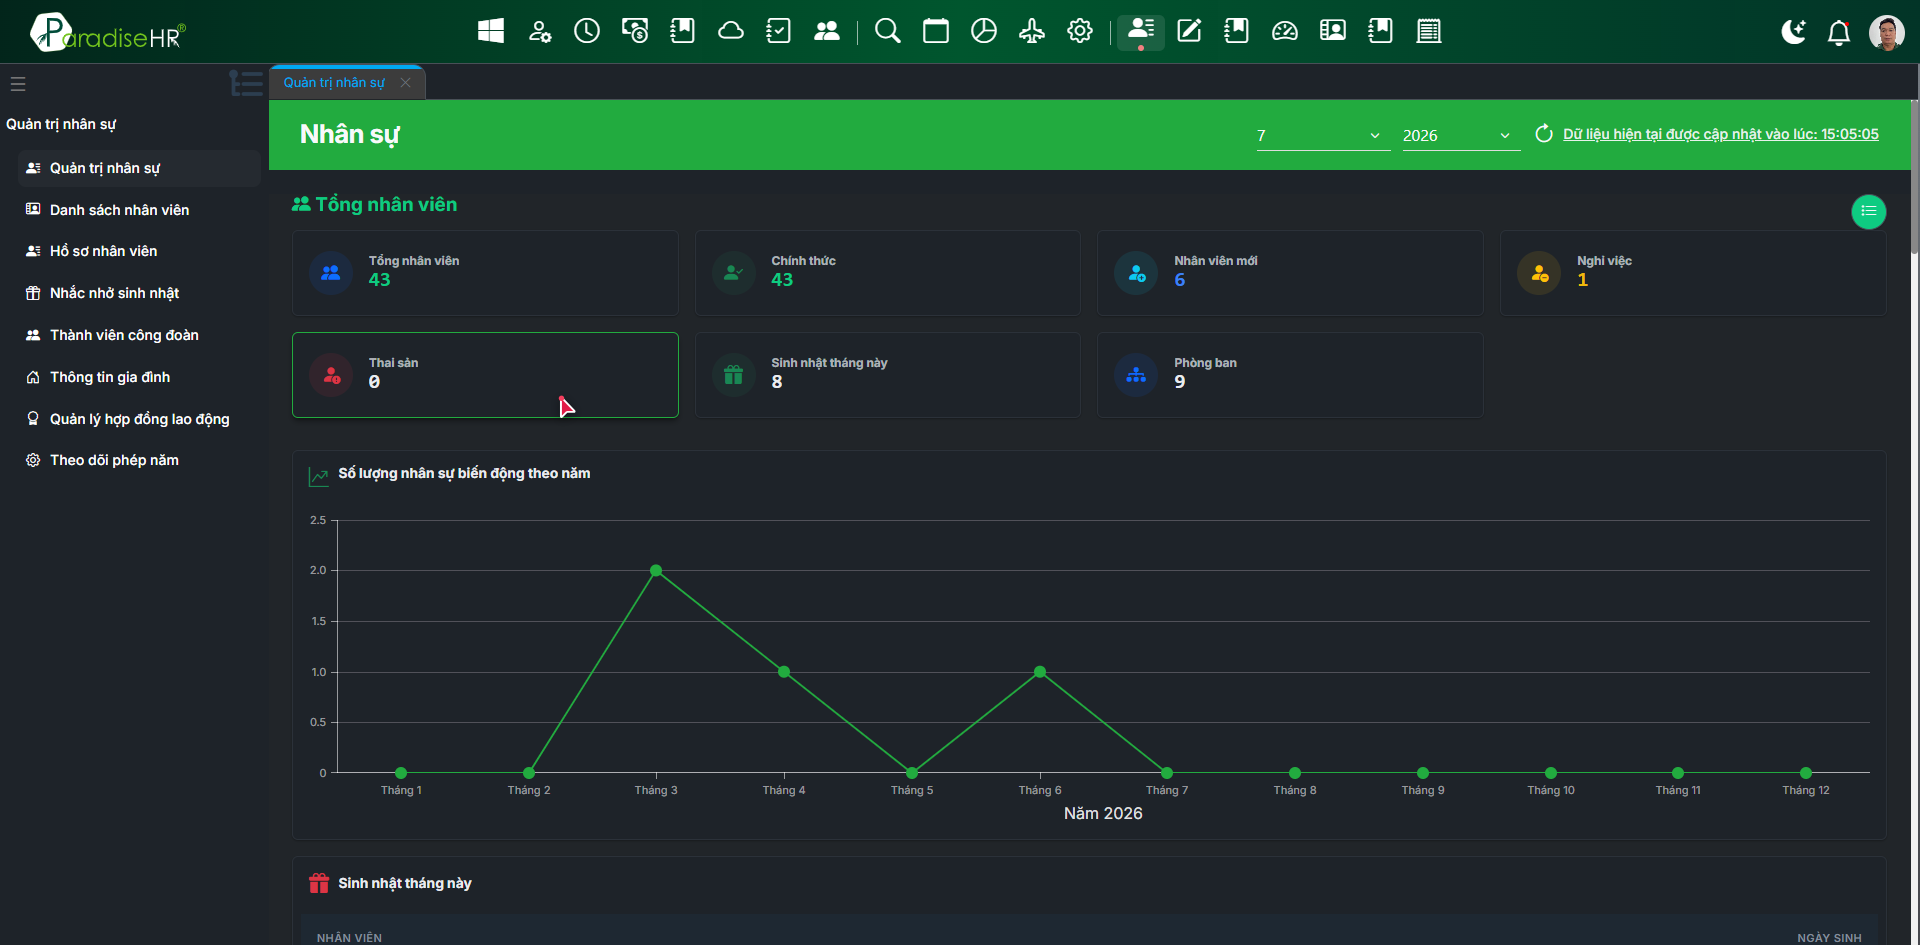 ParadiseHR®
Quản trị nhân sự
Quản trị nhân sự
Quản trị nhân sự
Danh sách nhân viên
Hồ sơ nhân viên
Nhắc nhở sinh nhật
Thành viên công đoàn
Thông tin gia đình
Quản lý hợp đồng lao động
Theo dõi phép năm
Nhân sự
7
2026
Dữ liệu hiện tại được cập nhật vào lúc: 15:05:05
Tổng nhân viên
Tổng nhân viên
43
Chính thức
43
Nhân viên mới
6
Nghỉ việc
1
Thai sản
0
Sinh nhật tháng này
8
Phòng ban
9
Số lượng nhân sự biến động theo năm
2.5
2.0
1.5
1.0
0.5
0
Tháng 1
Tháng 2
Tháng 3
Tháng 4
Tháng 5
Tháng 6
Tháng 7
Tháng 8
Tháng 9
Tháng 10
Tháng 11
Tháng 12
Năm 2026
Sinh nhật tháng này
NHÂN VIÊN
NGÀY SINH